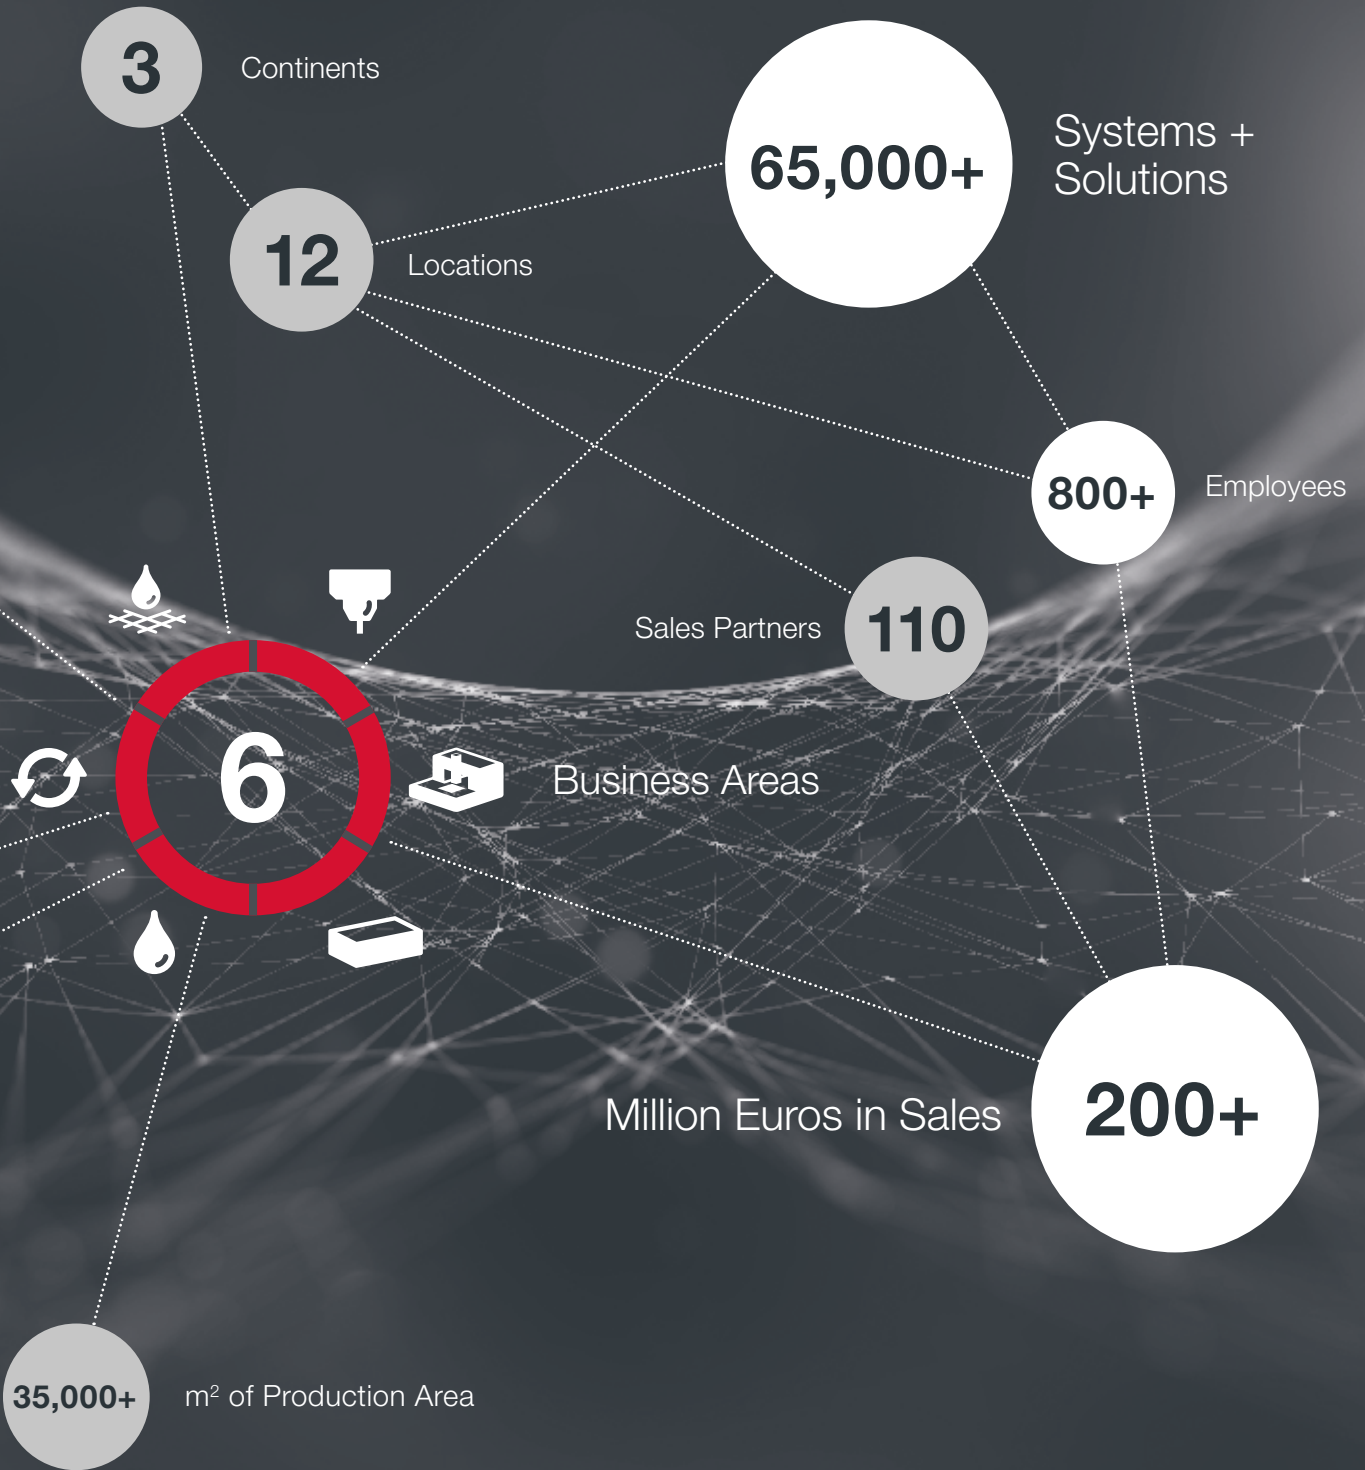 3
Continents
65,000+
Systems +
Solutions
12
Locations
800+
Employees
Sales Partners
110
6
Business Areas
Million Euros in Sales
200+
35,000+
m² of Production Area